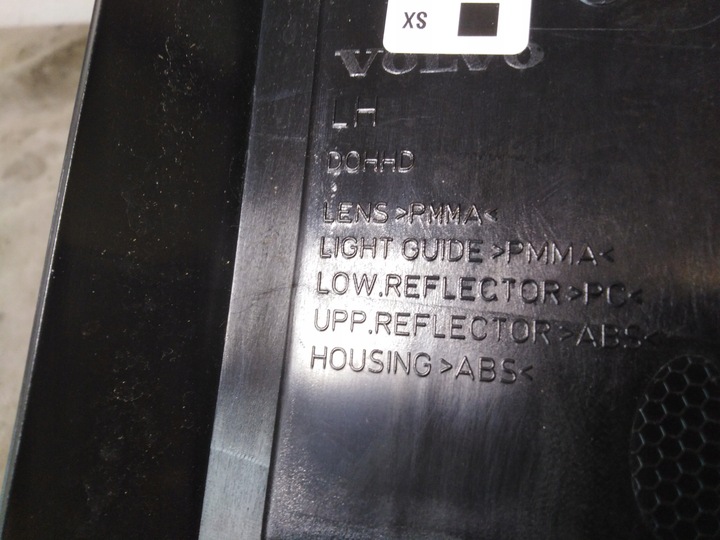 XS
VOLVO
LH
DOHHD
LENS >PMMA<
LIGHT GUIDE >PMMA<
LOW.REFLECTOR >PC<
UPP.REFLECTOR >ABS<
HOUSING >ABS<